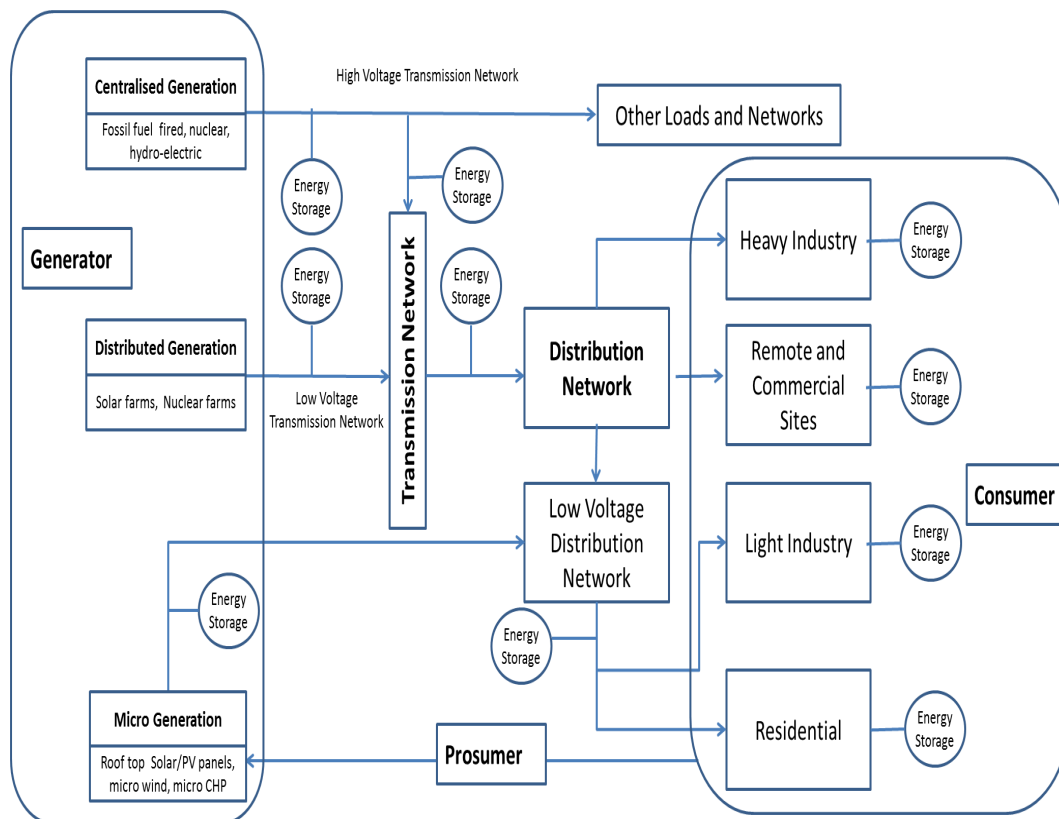 High Voltage Transmission Network
Centralised Generation
Fossil fuel fired, nuclear,
hydro-electric
Other Loads and Networks
Energy
Storage
Energy
Storage
Generator
Energy
Storage
Energy
Storage
Transmission Network
Distributed Generation
Solar farms, Nuclear farms
Low Voltage
Transmission Network
Distribution
Network
Heavy Industry
Energy
Storage
Remote and
Commercial
Sites
Energy
Storage
Consumer
Low Voltage
Distribution
Network
Light Industry
Energy
Storage
Energy
Storage
Energy
Storage
Micro Generation
Roof top Solar/PV panels,
micro wind, micro CHP
Prosumer
Residential
Energy
Storage